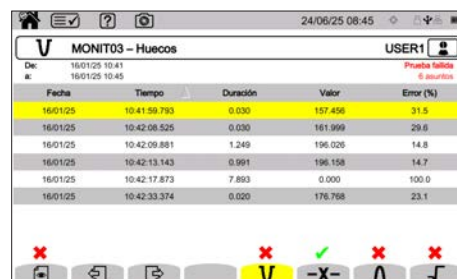 24/06/25 08:45
MONIT03 – Huecos
USER1
De: 16/01/25 10:41
Prueba fallida
a: 16/01/25 10:45
6 asuntos
Fecha Tiempo Duración Valor Error (%)
16/01/25 10:41:59.793 0.030 157.456 31.5
16/01/25 10:42:08.525 0.030 161.999 29.6
16/01/25 10:42:09.881 1.249 196.026 14.8
16/01/25 10:42:13.143 0.991 196.158 14.7
16/01/25 10:42:17.873 7.893 0.000 100.0
16/01/25 10:42:33.374 0.020 176.768 23.1